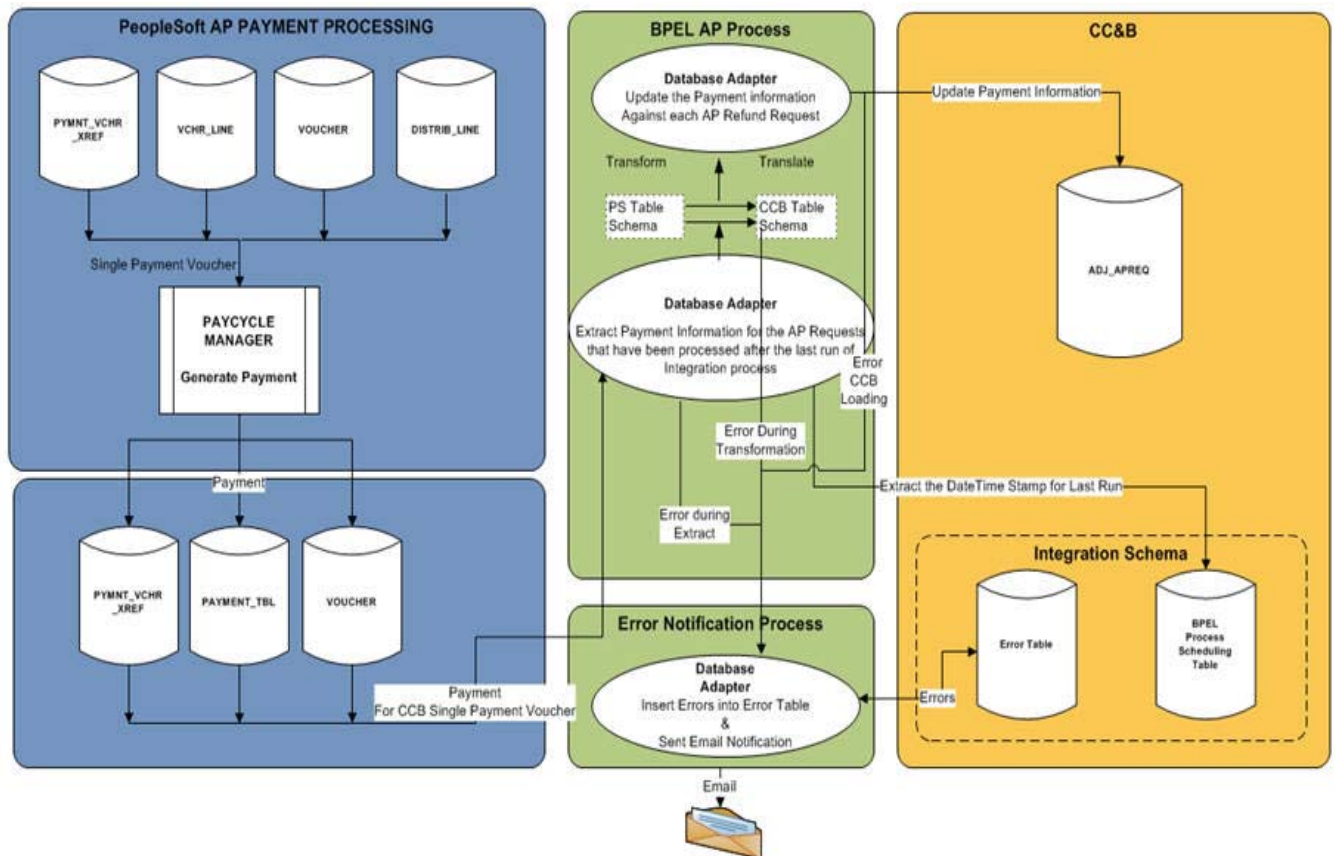 PeopleSoft AP PAYMENT PROCESSING
PYMNT_VCHR
_XREF
VCHR_LINE
VOUCHER
DISTRIB_LINE
Single Payment Voucher
PAYCYCLE
MANAGER
Generate Payment
Payment
PYMNT_VCHR
_XREF
PAYMENT_TBL
VOUCHER
Payment
For CCB Single Payment Voucher
BPEL AP Process
Database Adapter
Update the Payment information
Against each AP Refund Request
Transform
Translate
PS Table
Schema
CCB Table
Schema
Database Adapter
Extract Payment Information for the AP Requests
that have been processed after the last run of
Integration process
Error
CCB
Loading
Error During
Transformation
Error during
Extract
Error Notification Process
Database
Adapter
Insert Errors into Error Table
&
Sent Email Notification
Email
CC&B
Update Payment Information
ADJ_APREQ
Extract the DateTime Stamp for Last Run
Integration Schema
Error Table
BPEL
Process
Scheduling
Table
Errors